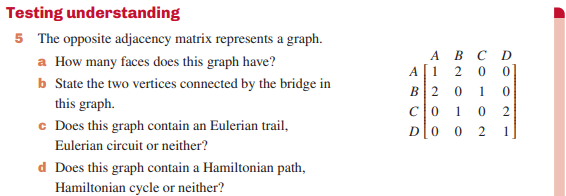 Testing understanding
5 The opposite adjacency matrix represents a graph.
a How many faces does this graph have?
b State the two vertices connected by the bridge in
this graph.
c Does this graph contain an Eulerian trail,
Eulerian circuit or neither?
d Does this graph contain a Hamiltonian path,
Hamiltonian cycle or neither?
A B C D
A 1 2 0 0
B 2 0 1 0
C 0 1 0 2
D 0 0 2 1